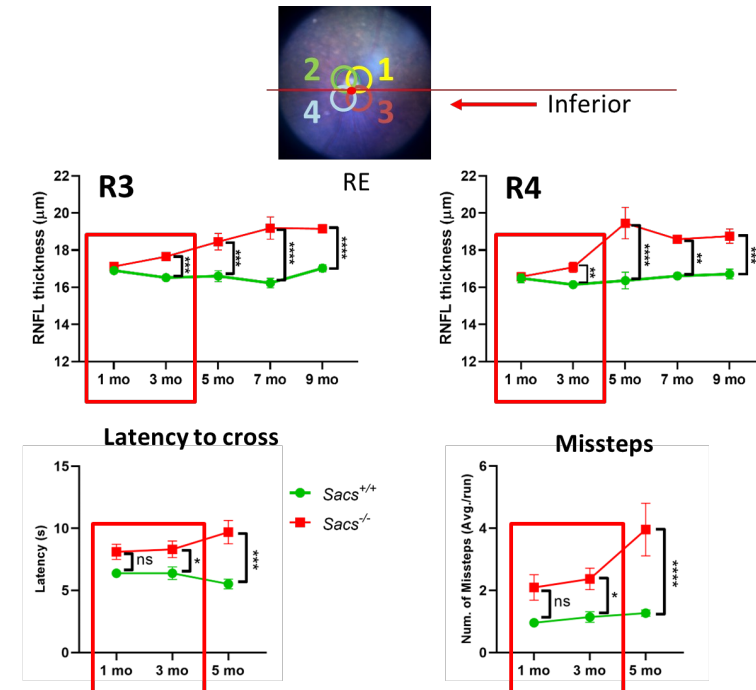 2 1
4 3
Inferior
RE
R3
RNFL thickness (μm)
22
20
18
16
14
12
***
***
****
****
1 mo 3 mo 5 mo 7 mo 9 mo
R4
RNFL thickness (μm)
22
20
18
16
14
12
**
****
**
***
1 mo 3 mo 5 mo 7 mo 9 mo
Latency to cross
Latency (s)
15
10
5
0
ns
*
***
1 mo 3 mo 5 mo
Sacs+/+
Sacs-/-
Missteps
Num. of Missteps (Avg./run)
6
4
2
0
ns
*
****
1 mo 3 mo 5 mo